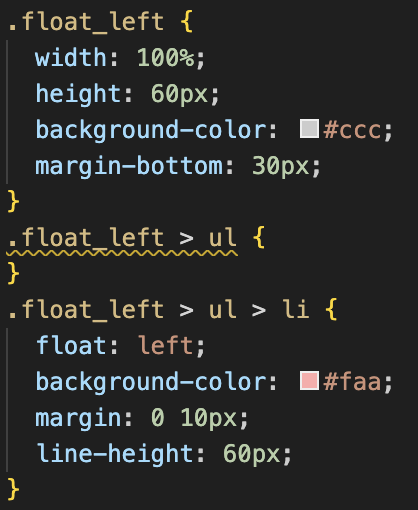 .float_left {
  width: 100%;
  height: 60px;
  background-color: #ccc;
  margin-bottom: 30px;
}
.float_left > ul {
}
.float_left > ul > li {
  float: left;
  background-color: #faa;
  margin: 0 10px;
  line-height: 60px;
}